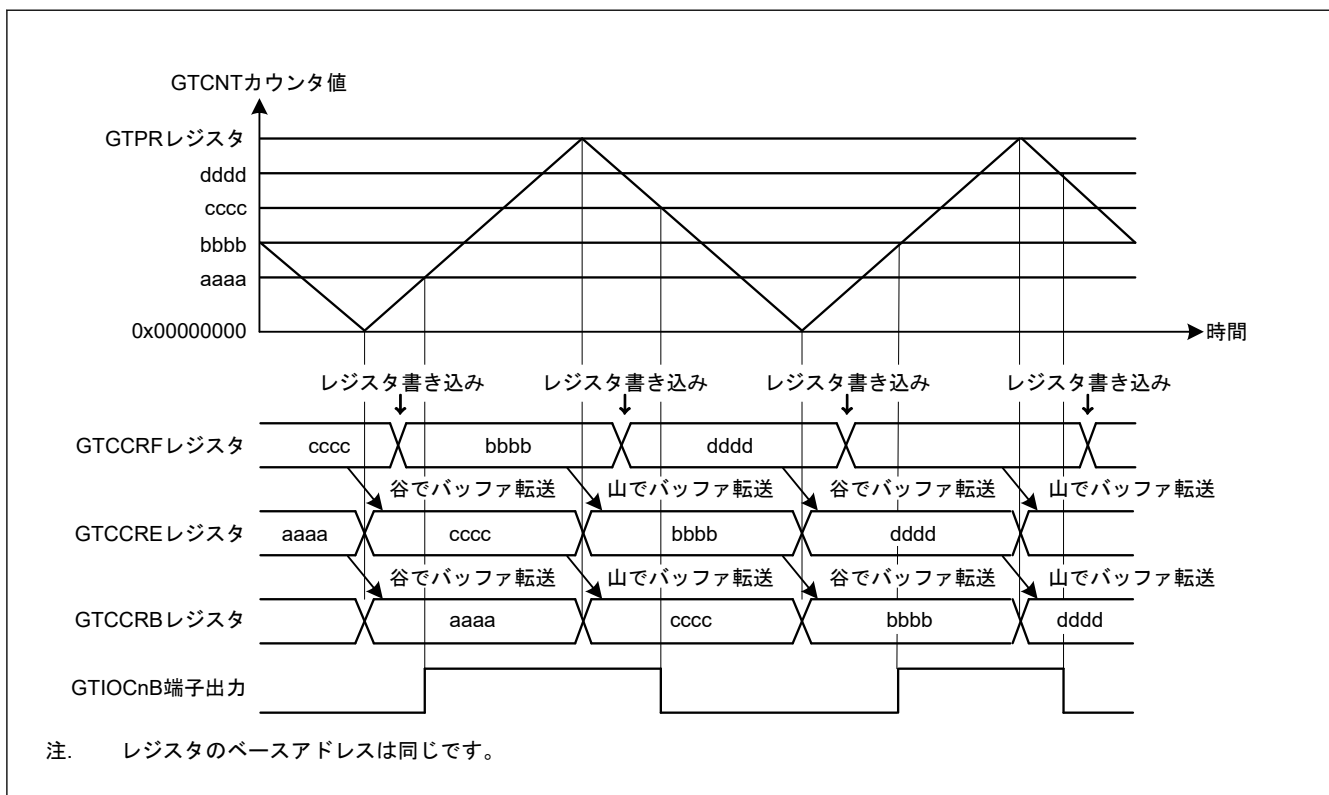 GTCNTカウンタ値
GTPRレジスタ
dddd
cccc
bbbb
aaaa
0x00000000
時間
レジスタ書き込み レジスタ書き込み レジスタ書き込み レジスタ書き込み
GTCCRFレジスタ cccc bbbb dddd
谷でバッファ転送 山でバッファ転送 谷でバッファ転送 山でバッファ転送
GTCCREレジスタ aaaa cccc bbbb dddd
谷でバッファ転送 山でバッファ転送 谷でバッファ転送 山でバッファ転送
GTCCRBレジスタ aaaa cccc bbbb dddd
GTIOCnB端子出力
注. レジスタのベースアドレスは同じです。